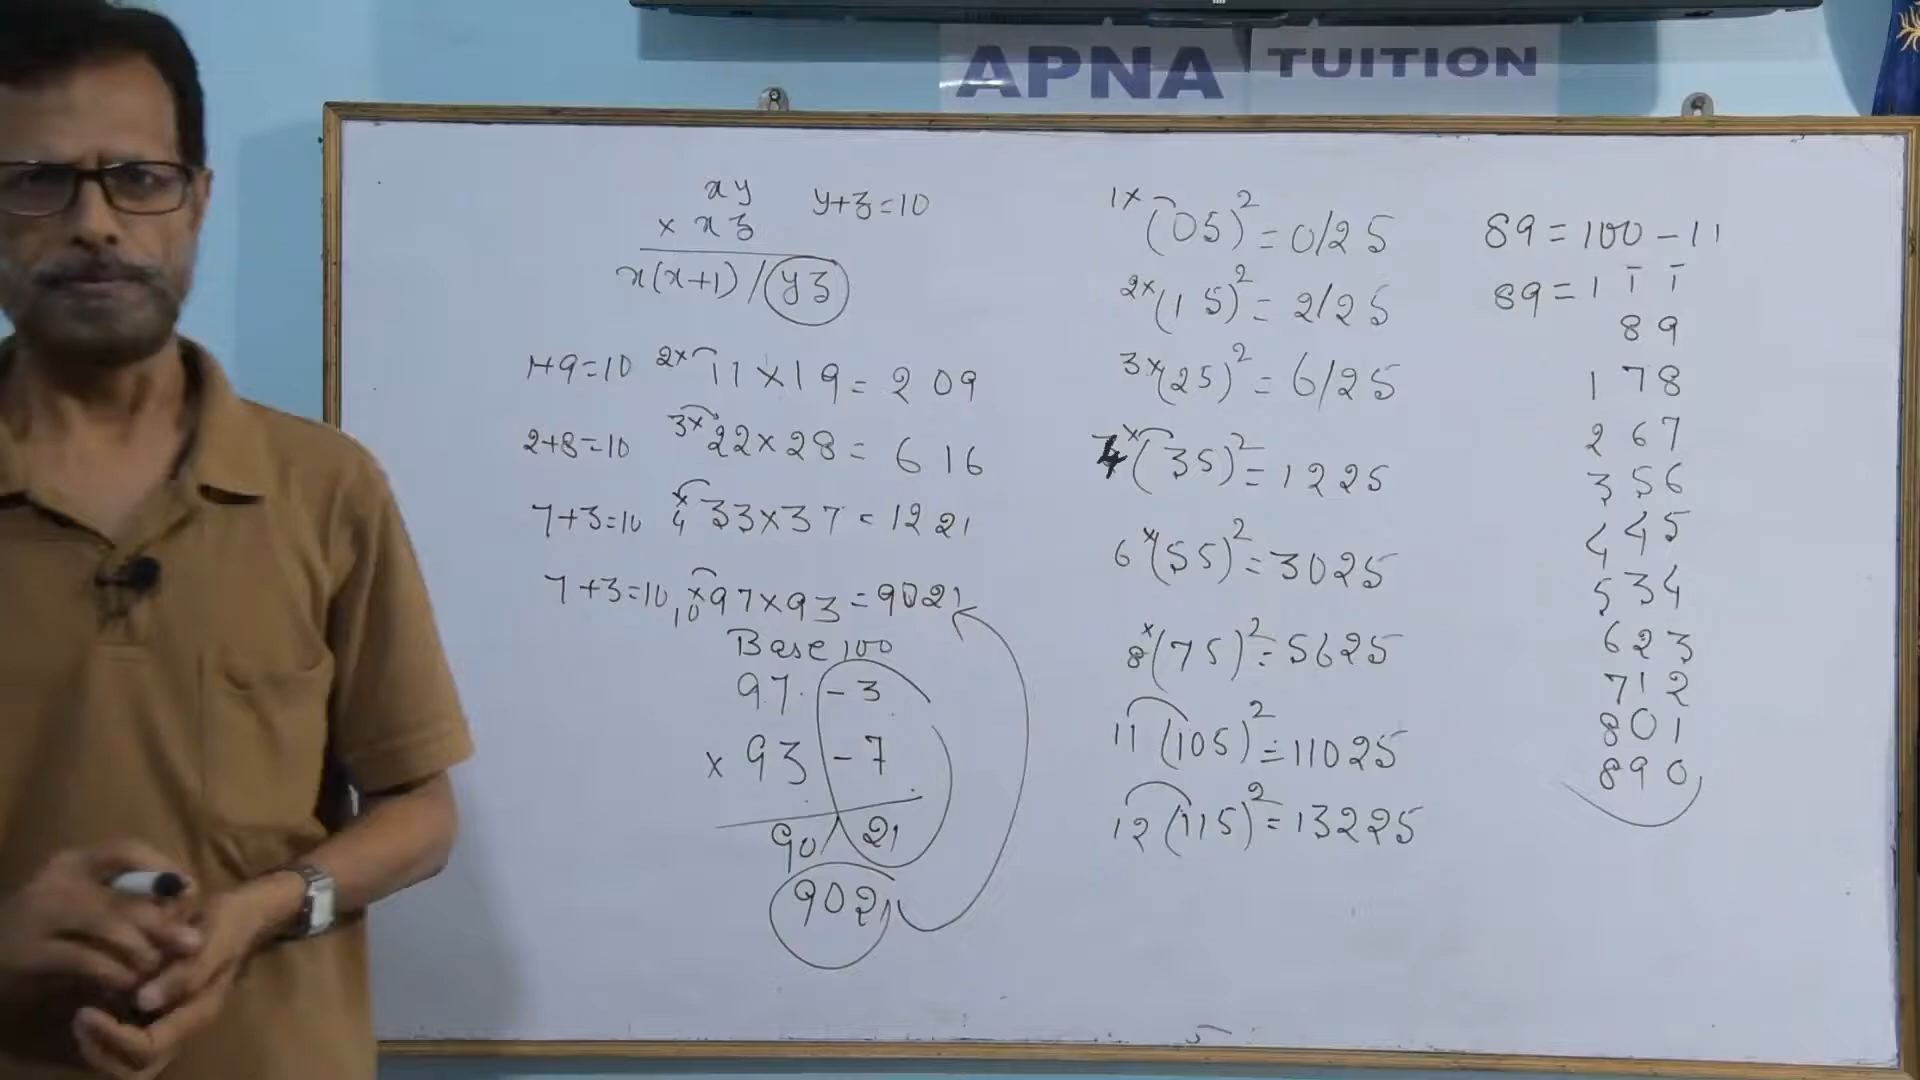 APNA TUITION
xy
y+z=10
× xz
x(x+1)/yz
1+9=10 2× 11×19=209
2+8=10 3× 22×28=616
7+3=10 4× 33×37=1221
7+3=10, 10× 97×93=9021
Base 100
97 -3
× 93 -7
90/21
9021
1× (05)²=0/25
2×(15)²=2/25
3×(25)²=6/25
4×(35)²=1225
6×(55)²=3025
8×(75)²=5625
11(105)²=11025
12(115)²=13225
89=100-11
89=11̅1̅
89
178
267
356
445
534
623
712
801
890